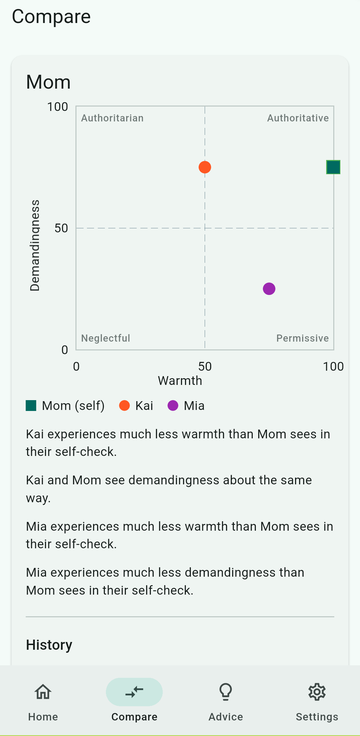 Compare
Mom
100
Authoritarian
Authoritative
Demandingness
50
Neglectful
Permissive
0
0
50
100
Warmth
Mom (self)
Kai
Mia
Kai experiences much less warmth than Mom sees in
their self-check.
Kai and Mom see demandingness about the same
way.
Mia experiences much less warmth than Mom sees in
their self-check.
Mia experiences much less demandingness than
Mom sees in their self-check.
History
Home
Compare
Advice
Settings